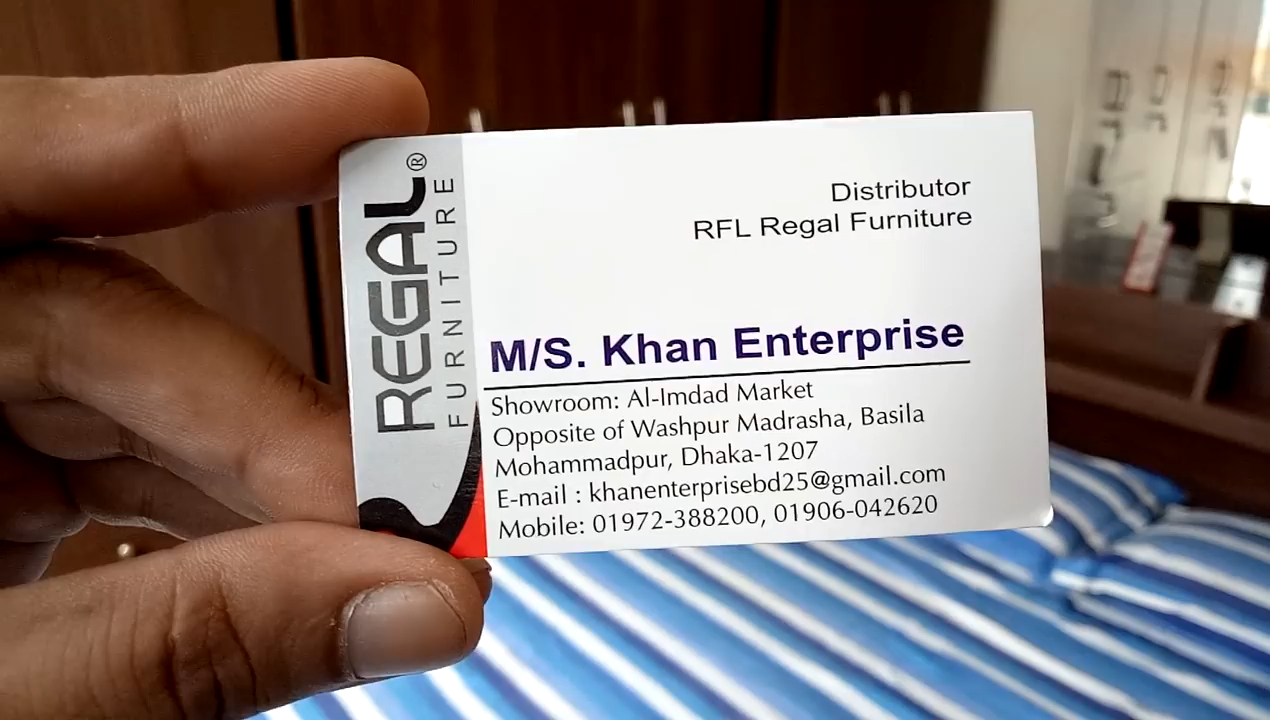 REGAL®
FURNITURE
Distributor
RFL Regal Furniture
M/S. Khan Enterprise
Showroom: Al-Imdad Market
Opposite of Washpur Madrasha, Basila
Mohammadpur, Dhaka-1207
E-mail : khanenterprisebd25@gmail.com
Mobile: 01972-388200, 01906-042620